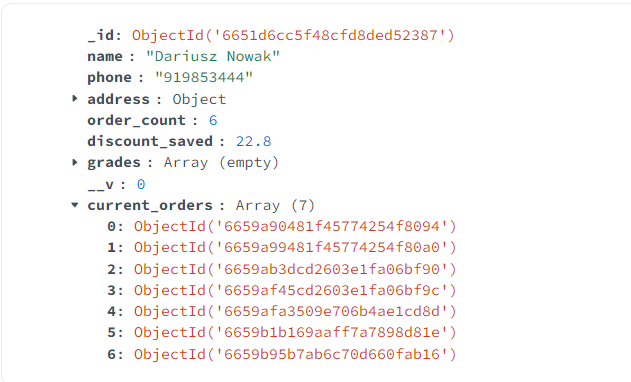 _id: ObjectId('6651d6cc5f48cfd8ded52387')
name : "Dariusz Nowak"
phone : "919853444"
address : Object
order_count : 6
discount_saved : 22.8
grades : Array (empty)
__v : 0
current_orders : Array (7)
0: ObjectId('6659a90481f45774254f8094')
1: ObjectId('6659a99481f45774254f80a0')
2: ObjectId('6659ab3dcd2603e1fa06bf90')
3: ObjectId('6659af45cd2603e1fa06bf9c')
4: ObjectId('6659afa3509e706b4ae1cd8d')
5: ObjectId('6659b1b169aaff7a7898d81e')
6: ObjectId('6659b95b7ab6c70d660fab16')